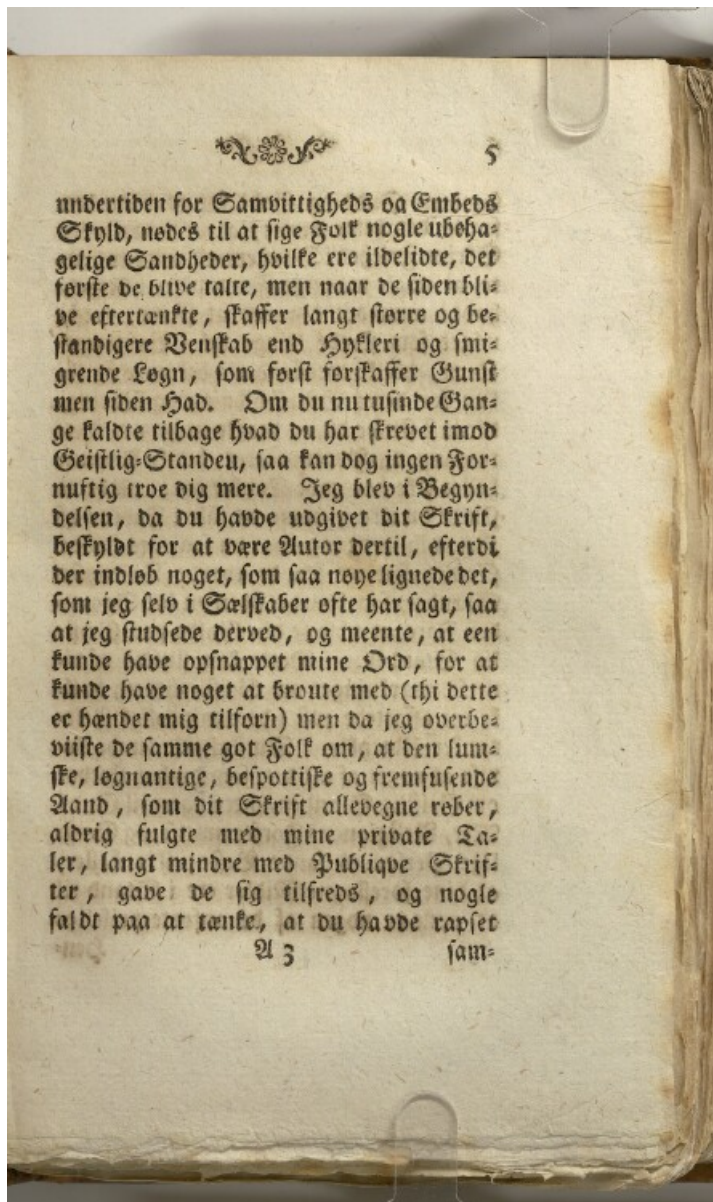 5
undertiden for Samvittigheds og Embeds
Skyld, nødes til at sige Folk nogle ubeha⸗
gelige Sandheder, hvilke ere ildelidte, det
første de blive talte, men naar de siden bli⸗
ve eftertænkte, skaffer langt større og be⸗
standigere Venskab end Hykleri og smi⸗
grende Løgn, som først forskaffer Gunst
men siden Had. Om du nu tusinde Gan⸗
ge kaldte tilbage hvad du har skrevet imod
Geistlig⸗Standen, saa kan dog ingen For⸗
nuftig troe dig mere. Jeg blev i Begyn⸗
delsen, da du havde udgivet dit Skrift,
beskyldt for at være Autor dertil, efterdi
der indløb noget, som saa nøye lignede det,
som jeg selv i Sælskaber ofte har sagt, saa
at jeg studsede derved, og meente, at een
kunde have opsnappet mine Ord, for at
kunde have noget at broute med (thi dette
er hændet mig tilforn) men da jeg overbe⸗
viiste de samme got Folk om, at den lum⸗
ske, løgnantige, bespottiske og fremfusende
Aand, som dit Skrift allevegne røber,
aldrig fulgte med mine private Ta⸗
ler, langt mindre med Publiqve Skrif⸗
ter, gave de sig tilfreds, og nogle
faldt paa at tænke, at du havde rapset
A 3 sam⸗